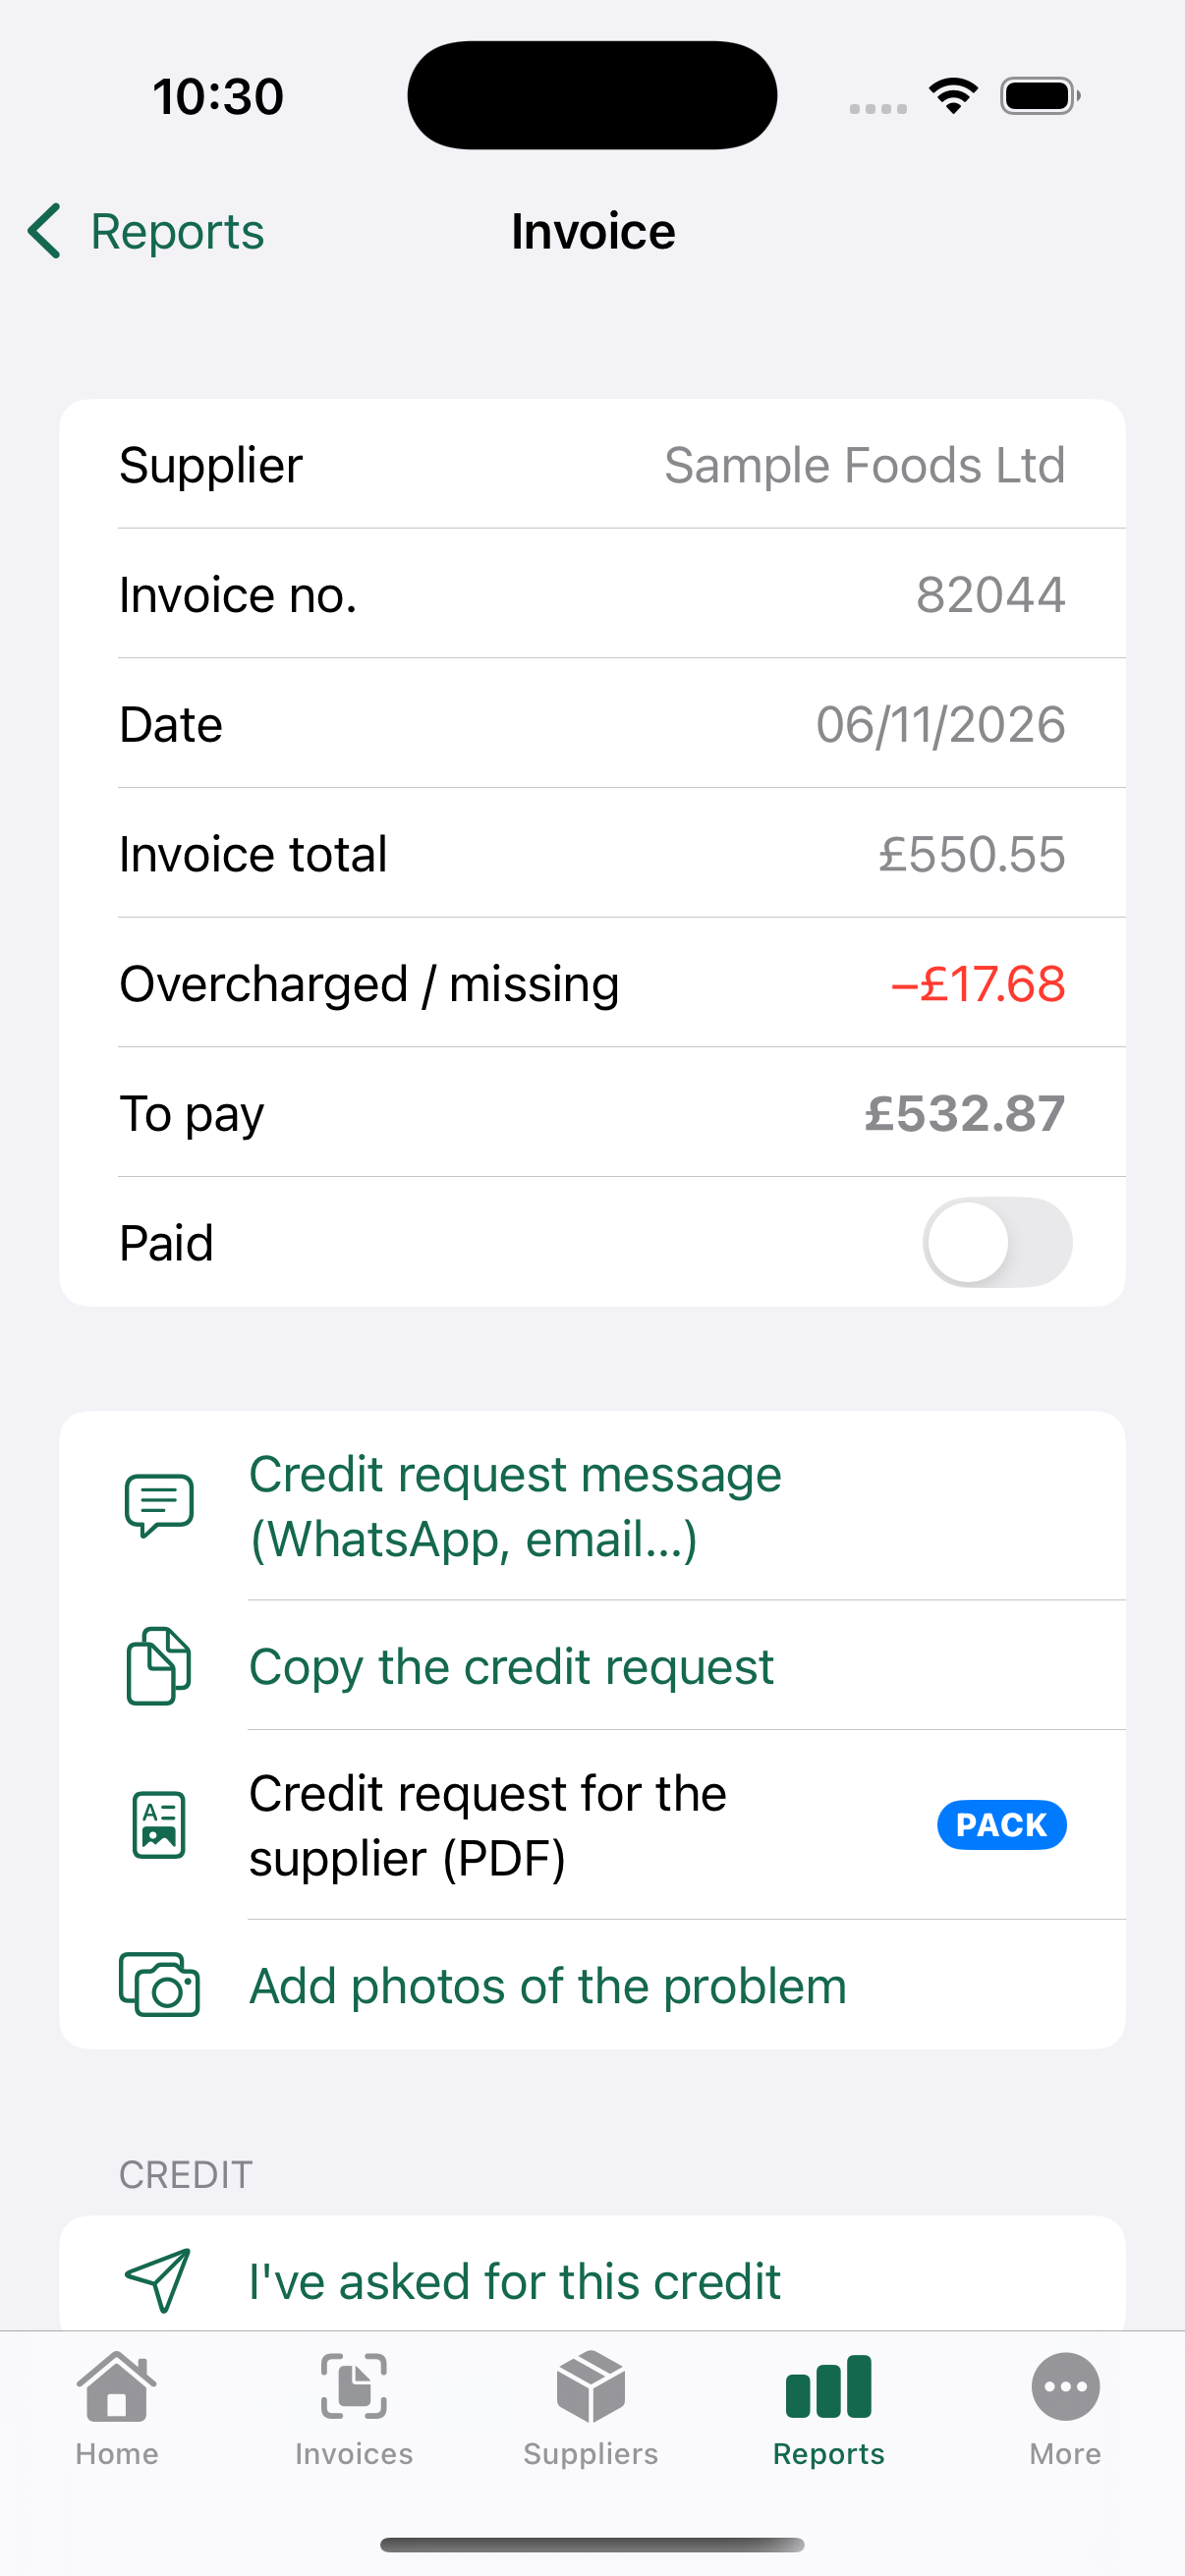 10:30
Reports
Invoice
Supplier Sample Foods Ltd
Invoice no. 82044
Date 06/11/2026
Invoice total £550.55
Overcharged / missing –£17.68
To pay £532.87
Paid
Credit request message
(WhatsApp, email...)
Copy the credit request
Credit request for the
supplier (PDF)
PACK
Add photos of the problem
CREDIT
I've asked for this credit
Home Invoices Suppliers Reports More